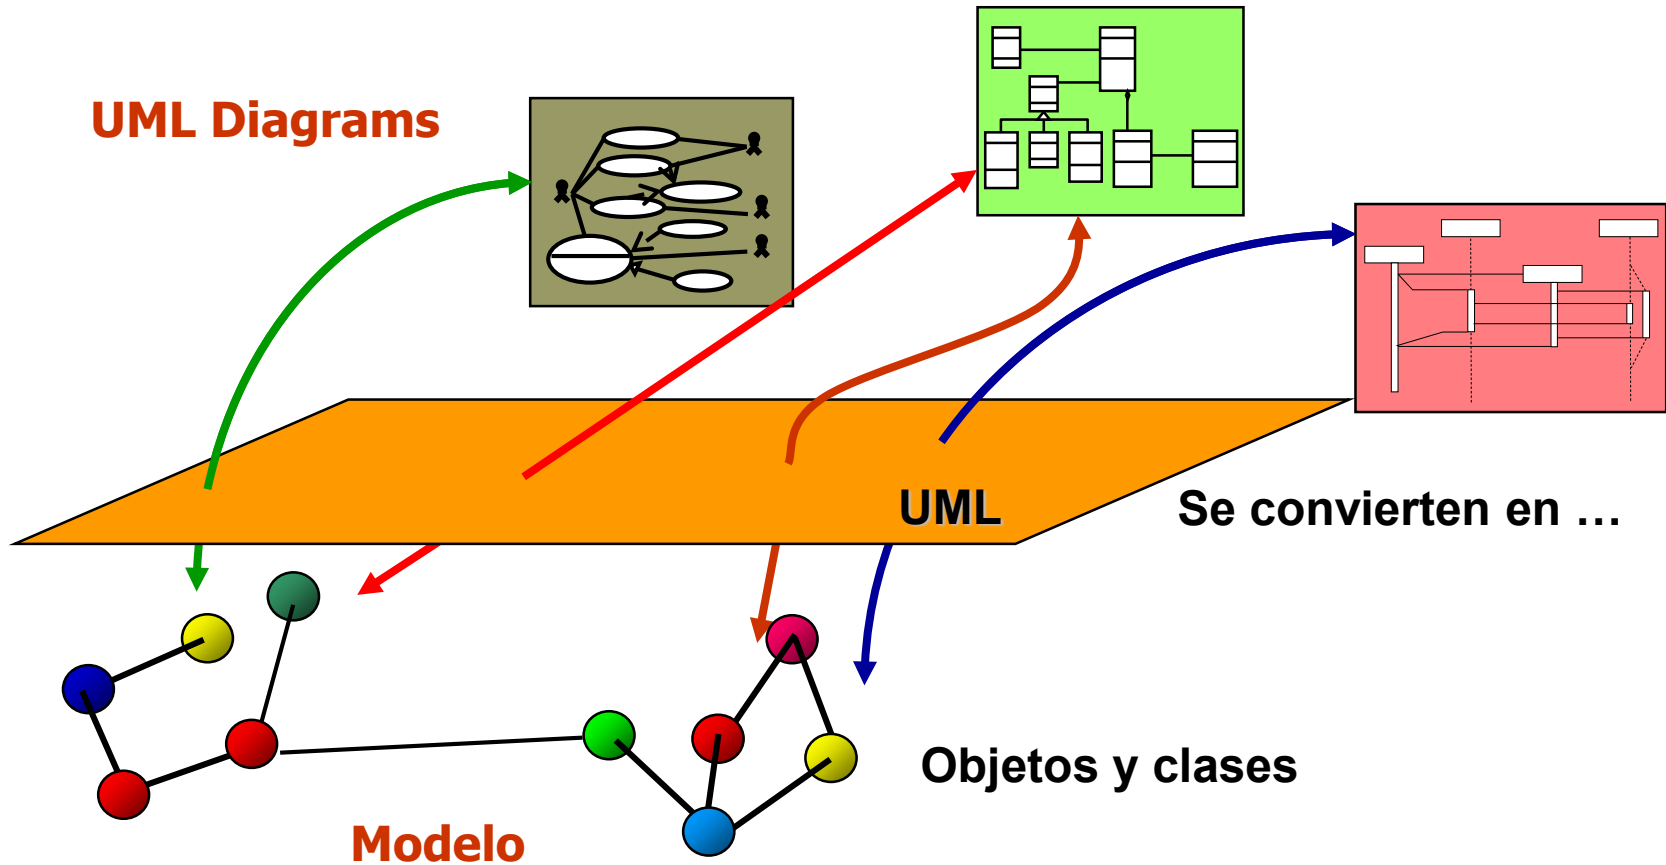 UML Diagrams
UML
Se convierten en …
Objetos y clases
Modelo